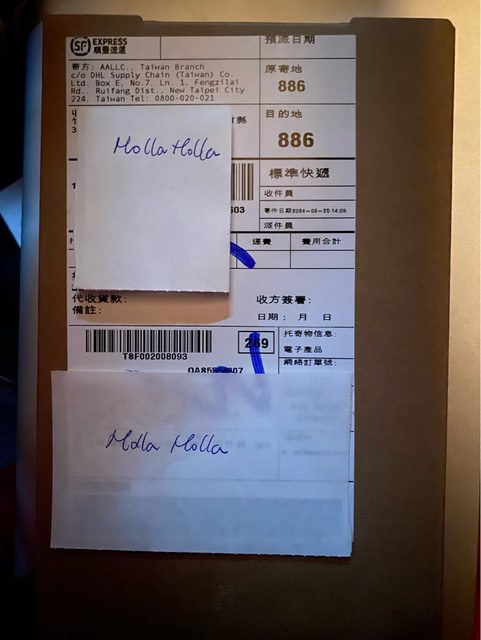 SF EXPRESS
順豐速運
預派日期
寄方: AALLC., Taiwan Branch
c/o DHL Supply Chain (Taiwan) Co.
Ltd. Box E, No.7, Ln. 1, Fengzilai
Rd., Ruifang Dist., New Taipei City
224, Taiwan Tel: 0800-020-021
原寄地
886
目的地
886
縣
Molla Molla
標準快遞
收件員
603
寄件日期2024-09-25 14:09
派件員
運費
費用合計
代收貨款:
收方簽署:
備註:
日期: 月 日
T8F002008093
269
托寄物信息:
電子產品
網絡訂單號:
Molla Molla